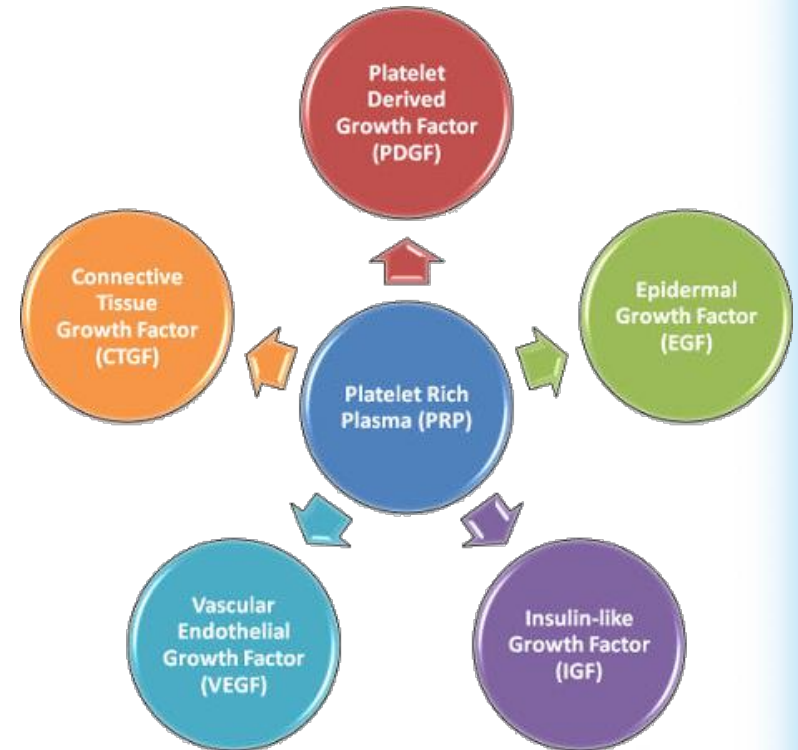 Platelet
Derived
Growth Factor
(PDGF)
Connective
Tissue
Growth Factor
(CTGF)
Epidermal
Growth Factor
(EGF)
Platelet Rich
Plasma (PRP)
Vascular
Endothelial
Growth Factor
(VEGF)
Insulin-like
Growth Factor
(IGF)